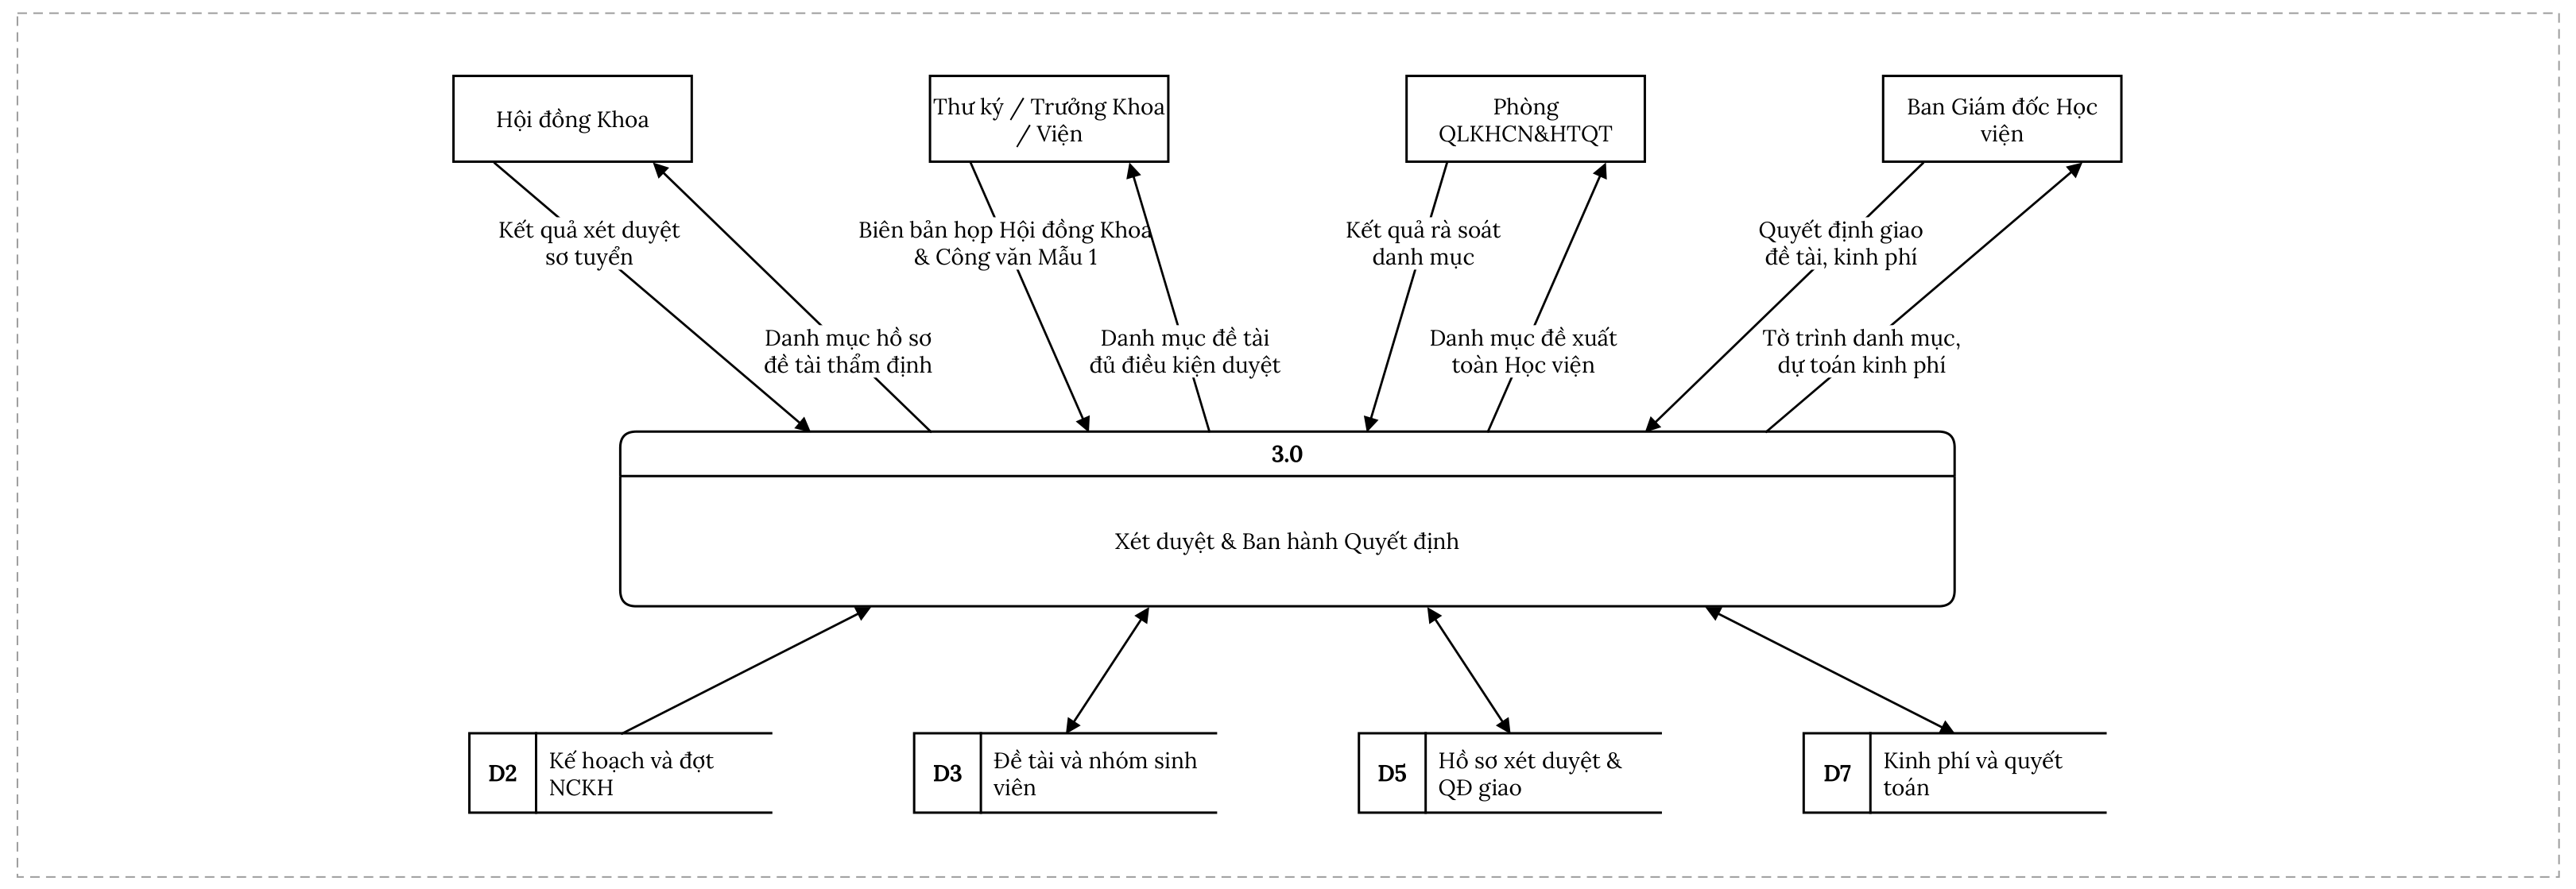 Hội đồng Khoa
Thư ký / Trưởng Khoa
/ Viện
Phòng
QLKHCN&HTQT
Ban Giám đốc Học
viện
Kết quả xét duyệt
sơ tuyển
Biên bản họp Hội đồng Khoa
& Công văn Mẫu 1
Kết quả rà soát
danh mục
Quyết định giao
đề tài, kinh phí
Danh mục hồ sơ
đề tài thẩm định
Danh mục đề tài
đủ điều kiện duyệt
Danh mục đề xuất
toàn Học viện
Tờ trình danh mục,
dự toán kinh phí
3.0
Xét duyệt & Ban hành Quyết định
D2
Kế hoạch và đợt
NCKH
D3
Đề tài và nhóm sinh
viên
D5
Hồ sơ xét duyệt &
QĐ giao
D7
Kinh phí và quyết
toán